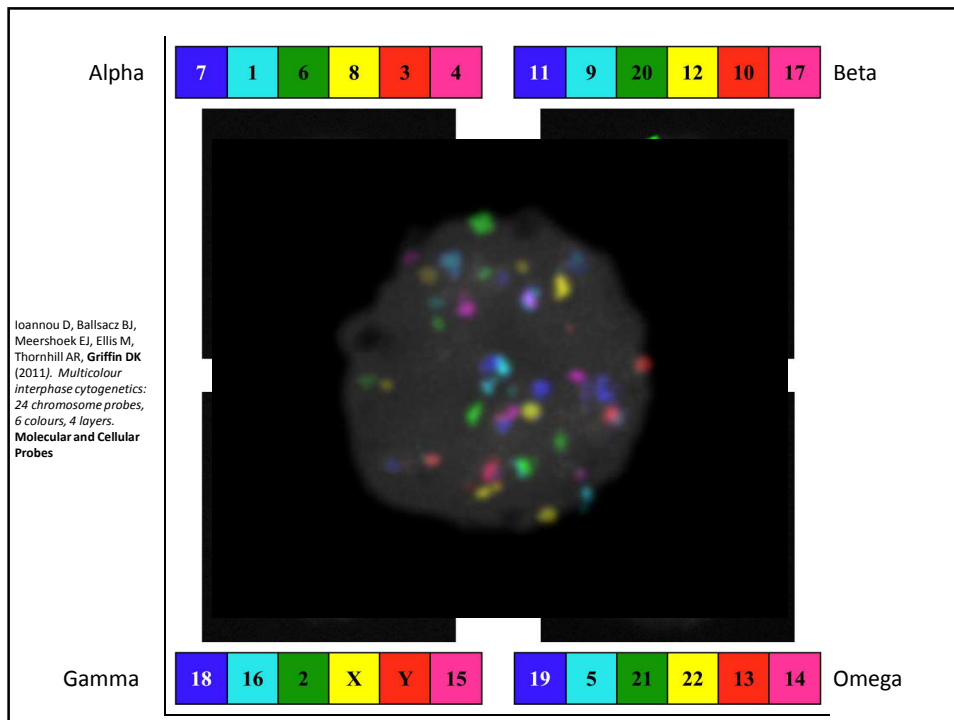 Alpha 7 1 6 8 3 4 11 9 20 12 10 17 Beta
Ioannou D, Ballsacz BJ,
Meershoek EJ, Ellis M,
Thornhill AR, Griffin DK
(2011). Multicolour
interphase cytogenetics:
24 chromosome probes,
6 colours, 4 layers.
Molecular and Cellular
Probes
Gamma 18 16 2 X Y 15 19 5 21 22 13 14 Omega